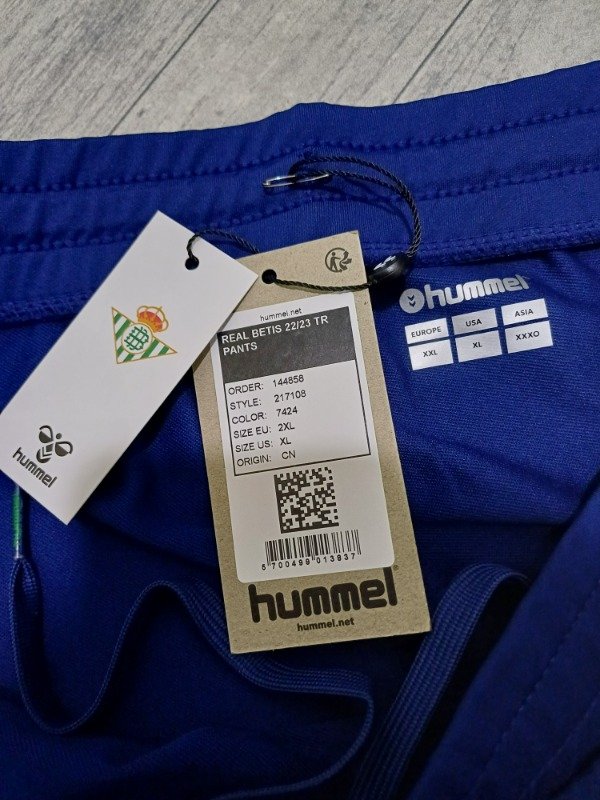 hummel
hummel.net
REAL BETIS 22/23 TR
PANTS
ORDER: 144858
STYLE: 217108
COLOR: 7424
SIZE EU: 2XL
SIZE US: XL
ORIGIN: CN
5700499013937
hummel
hummel.net
hummel
EUROPE USA ASIA
XXL XL XXXO